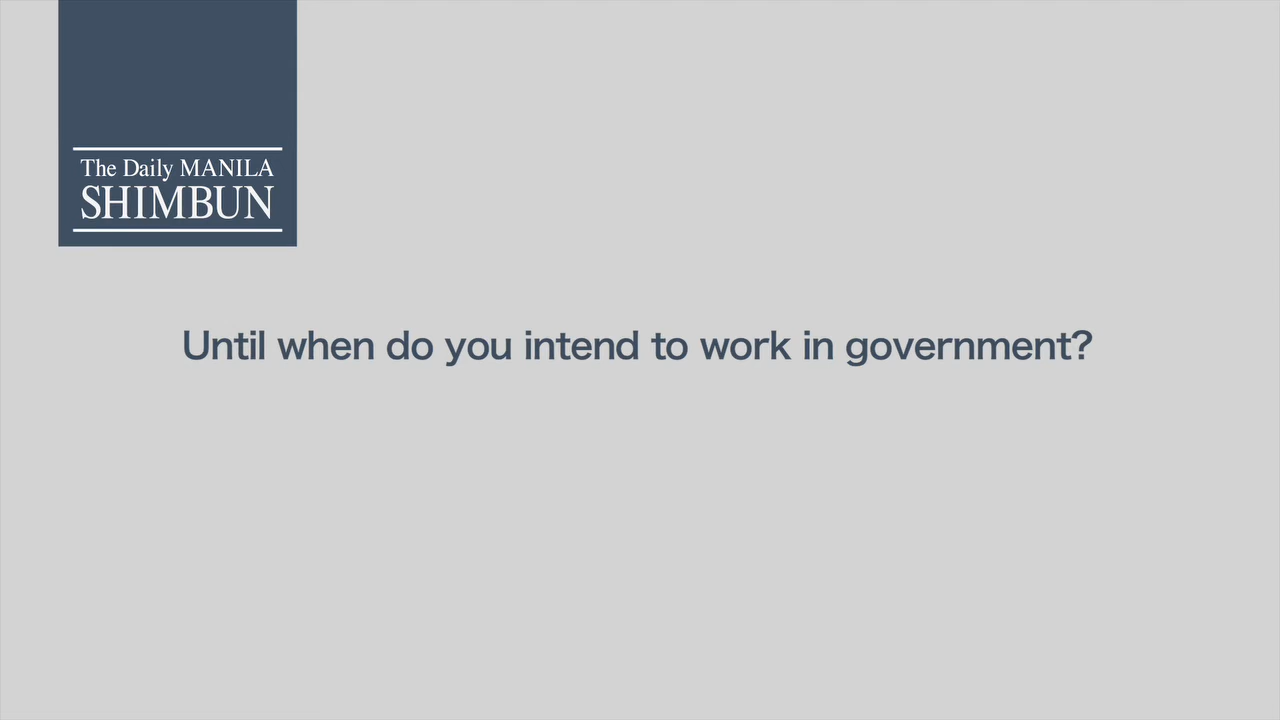 The Daily MANILA
SHIMBUN
Until when do you intend to work in government?